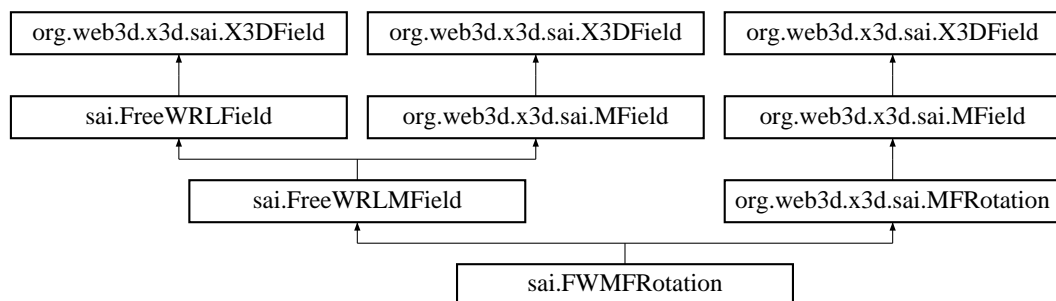 org.web3d.x3d.sai.X3DField org.web3d.x3d.sai.X3DField org.web3d.x3d.sai.X3DField
sai.FreeWRLField org.web3d.x3d.sai.MField org.web3d.x3d.sai.MField
sai.FreeWRLMField org.web3d.x3d.sai.MFRotation
sai.FWMFRotation